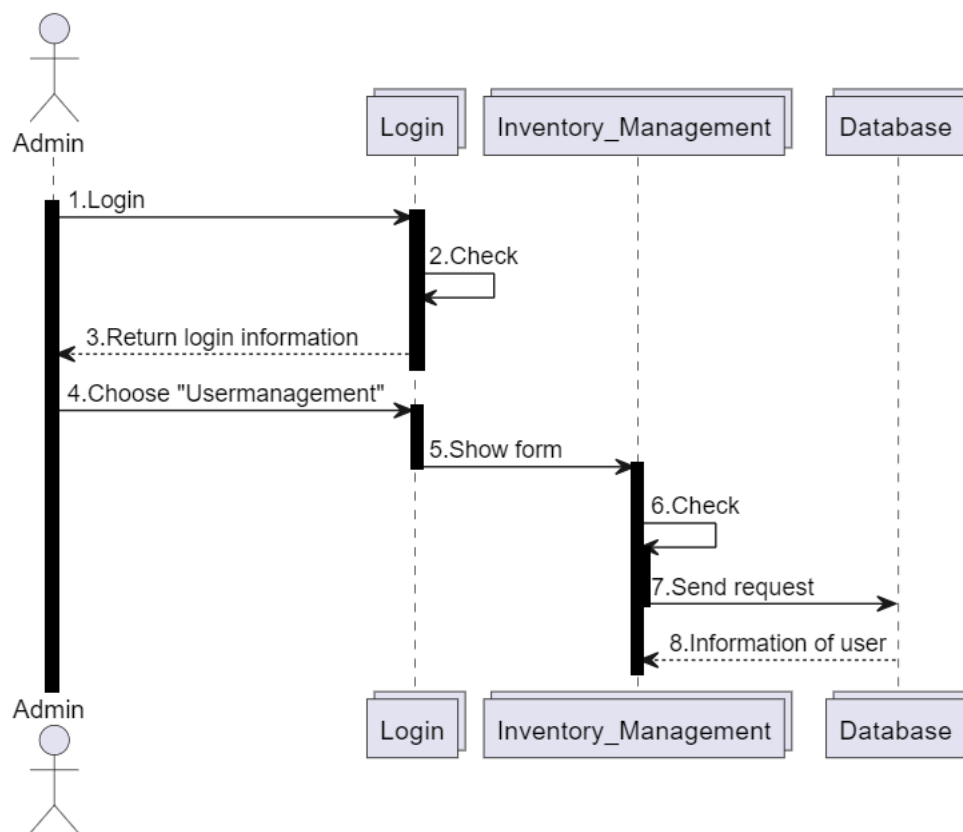 Admin
Login
Inventory_Management
Database
1.Login
2.Check
3.Return login information
4.Choose "Usermanagement"
5.Show form
6.Check
7.Send request
8.Information of user
Admin
Login
Inventory_Management
Database